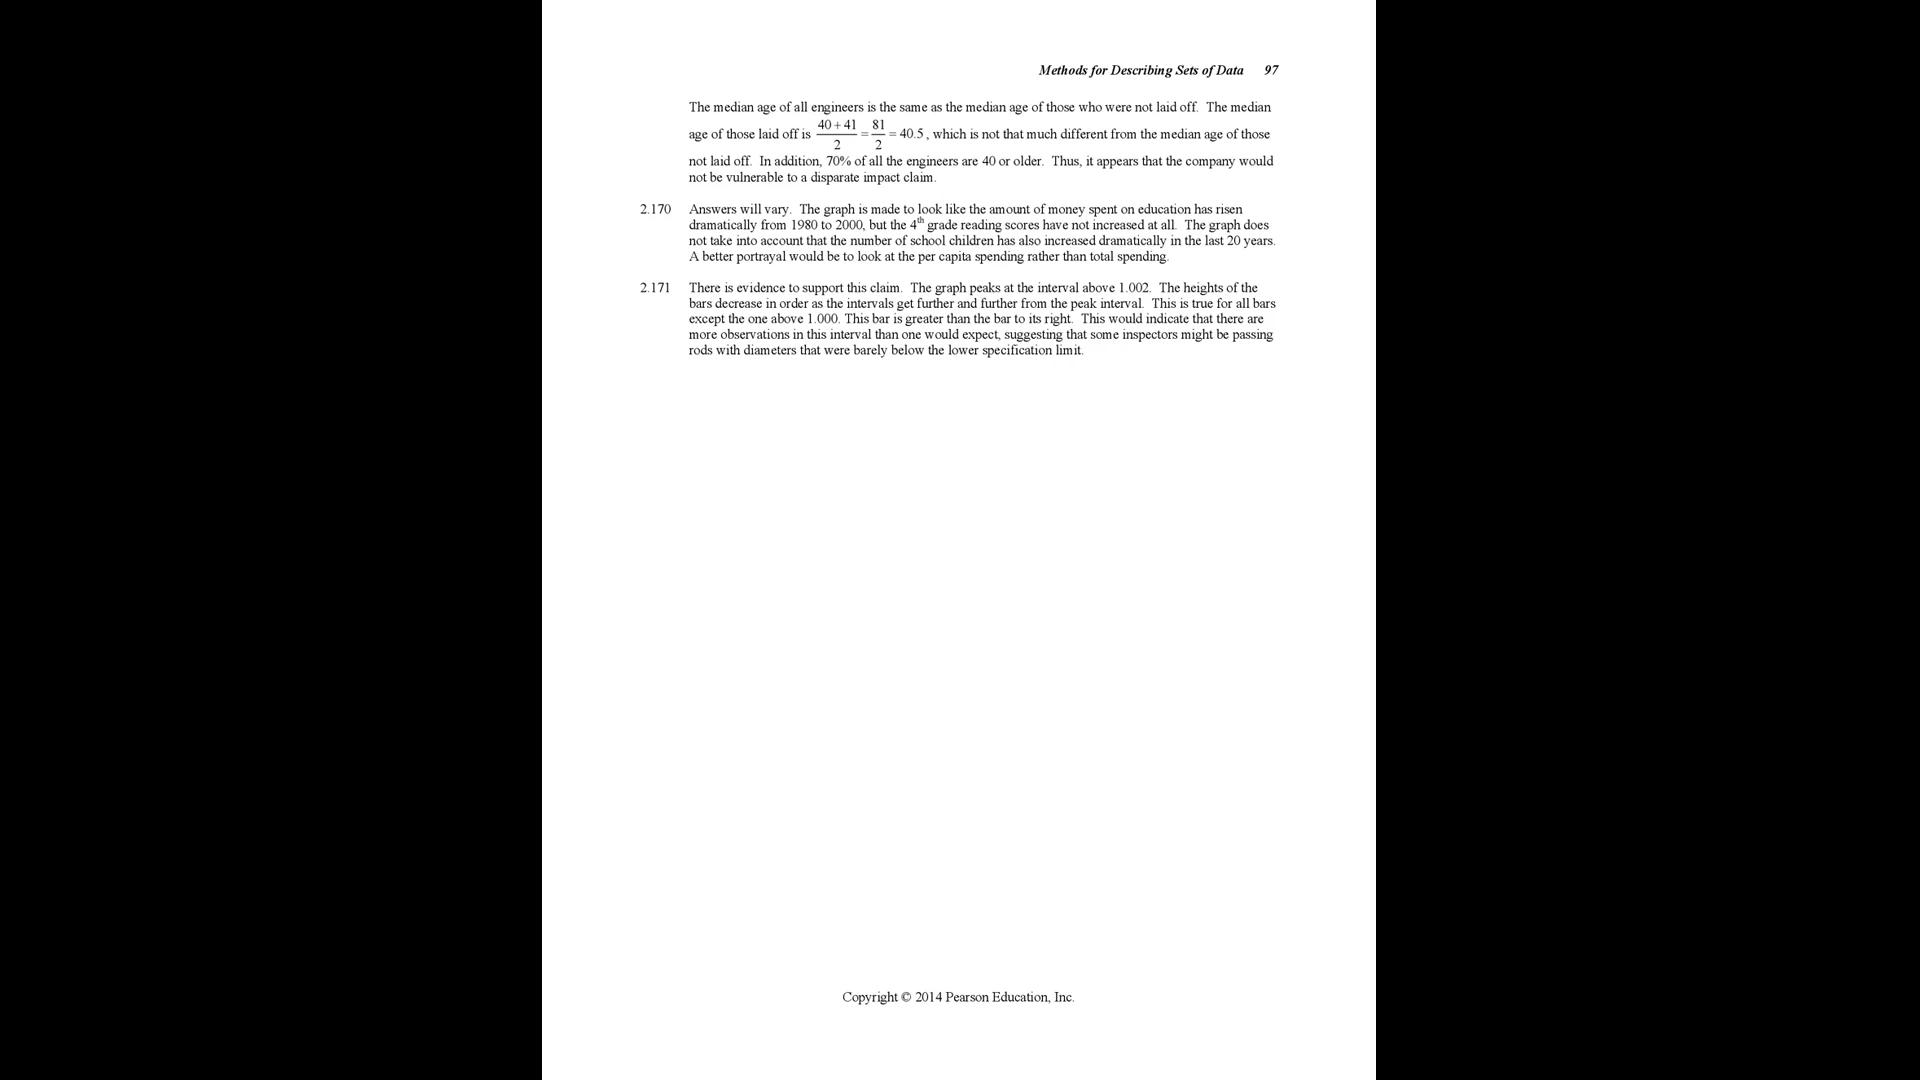 Methods for Describing Sets of Data 97
The median age of all engineers is the same as the median age of those who were not laid off. The median
age of those laid off is (40 + 41)/2 = 81/2 = 40.5, which is not that much different from the median age of those
not laid off. In addition, 70% of all the engineers are 40 or older. Thus, it appears that the company would
not be vulnerable to a disparate impact claim.
2.170 Answers will vary. The graph is made to look like the amount of money spent on education has risen
dramatically from 1980 to 2000, but the 4th grade reading scores have not increased at all. The graph does
not take into account that the number of school children has also increased dramatically in the last 20 years.
A better portrayal would be to look at the per capita spending rather than total spending.
2.171 There is evidence to support this claim. The graph peaks at the interval above 1.002. The heights of the
bars decrease in order as the intervals get further and further from the peak interval. This is true for all bars
except the one above 1.000. This bar is greater than the bar to its right. This would indicate that there are
more observations in this interval than one would expect, suggesting that some inspectors might be passing
rods with diameters that were barely below the lower specification limit.
Copyright © 2014 Pearson Education, Inc.